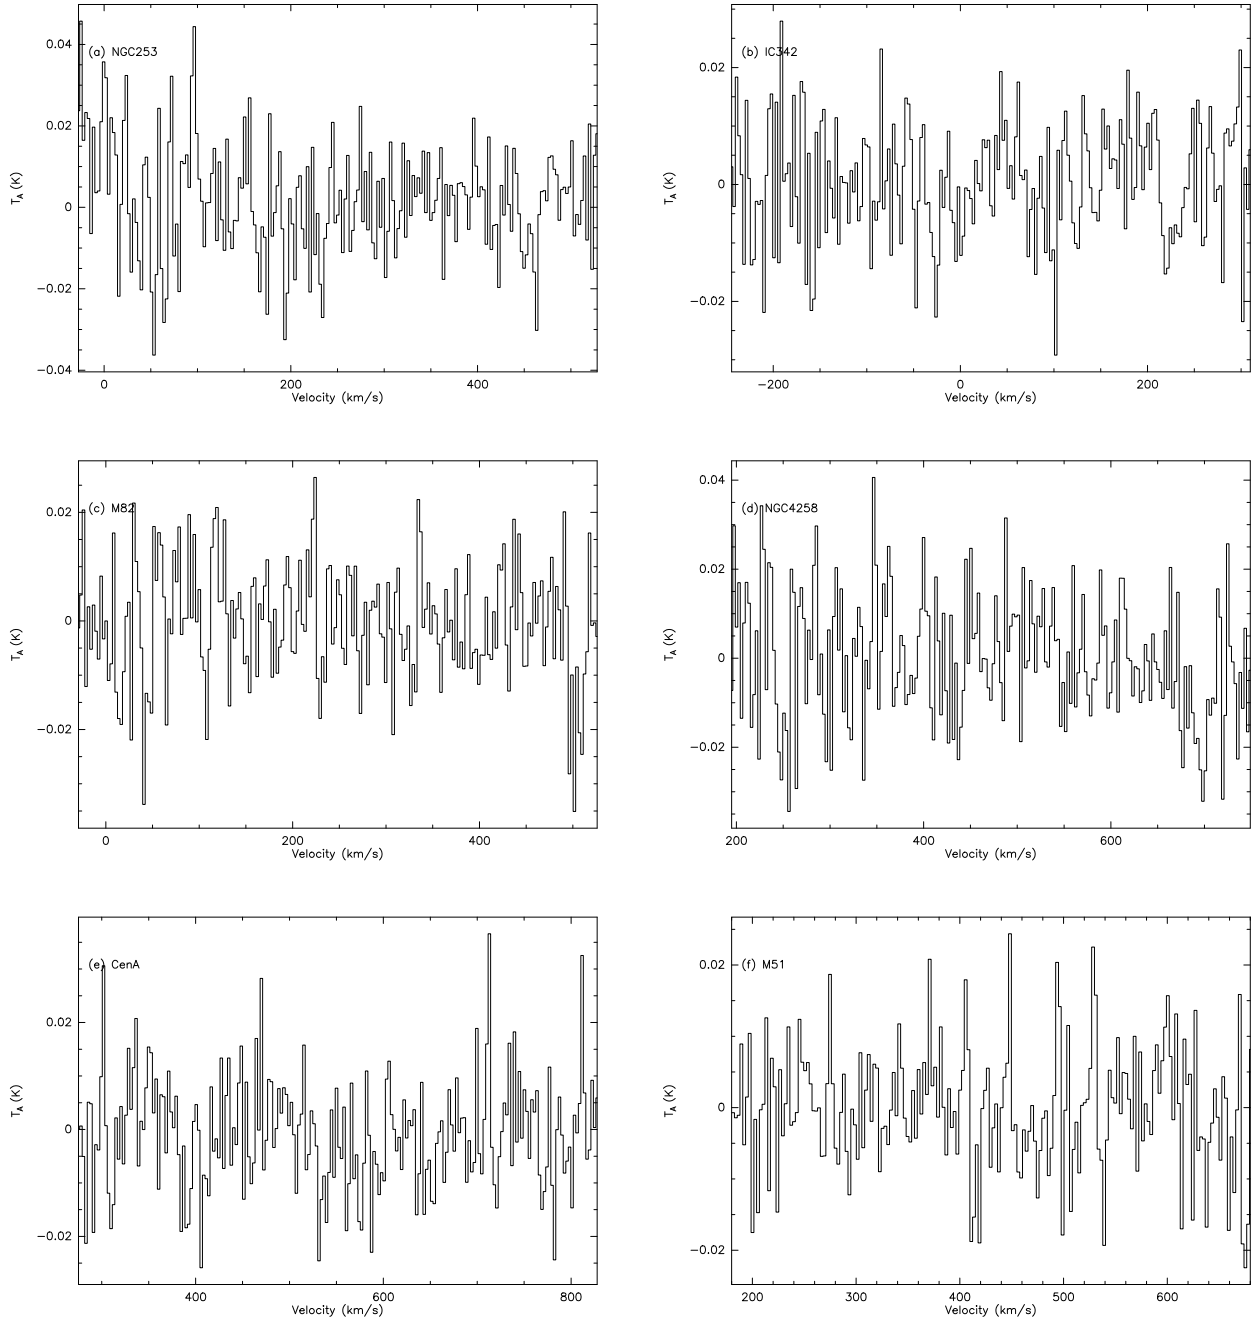 (a) NGC253
0.04
0.02
0
−0.02
−0.04
T_A (K)
0 200 400
Velocity (km/s)
(b) IC342
0.02
0
−0.02
T_A (K)
−200 0 200
Velocity (km/s)
(c) M82
0.02
0
−0.02
T_A (K)
0 200 400
Velocity (km/s)
(d) NGC4258
0.04
0.02
0
−0.02
T_A (K)
200 400 600
Velocity (km/s)
(e) CenA
0.02
0
−0.02
T_A (K)
400 600 800
Velocity (km/s)
(f) M51
0.02
0
−0.02
T_A (K)
200 300 400 500 600
Velocity (km/s)